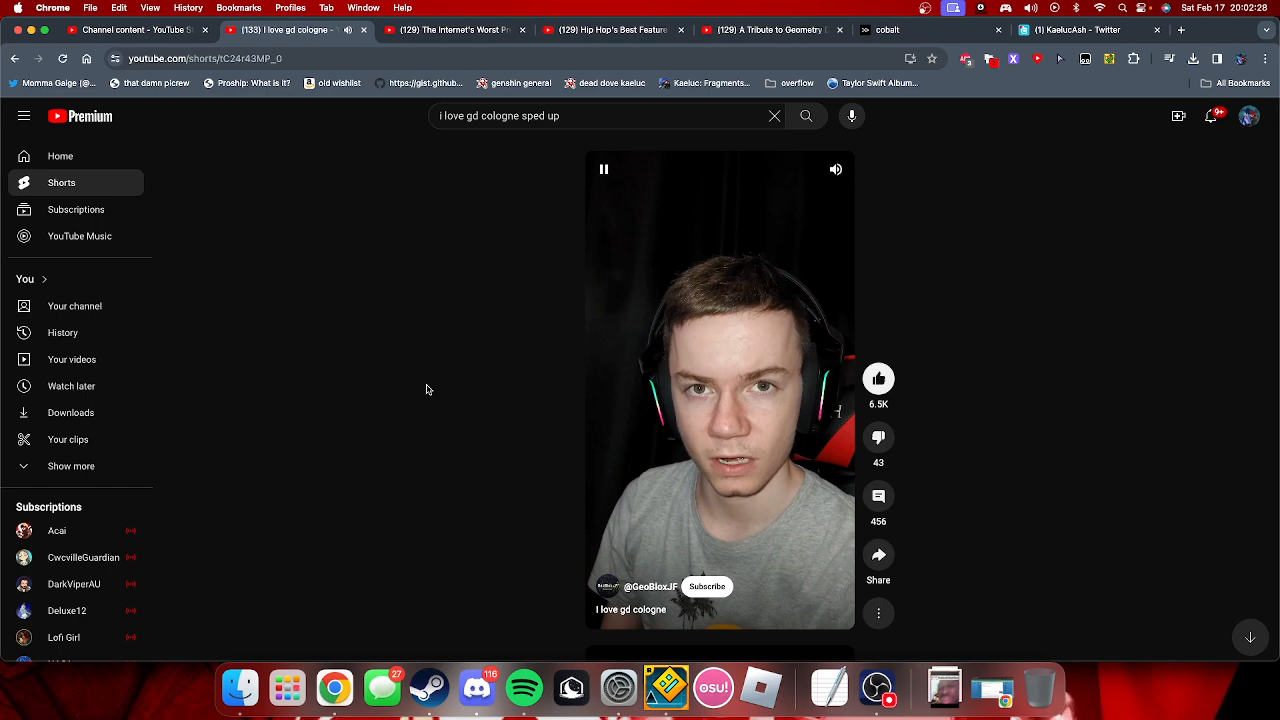 Chrome File Edit View History Bookmarks Profiles Tab Window Help Sat Feb 17 20:02:28
Channel content - YouTube S (133) I love gd cologne - (129) The Internet's Worst P (129) Hip Hop's Best Feature (129) A Tribute to Geometry D cobalt (1) KaelucAsh - Twitter
youtube.com/shorts/tC24r43MP_0
Momma Gaige (@... that damn picrew Proship: What is it? old wishlist https://gist.github... genshin general dead dove kaeluc Kaeluc: Fragments... overflow Taylor Swift Album... All Bookmarks
Premium
i love gd cologne sped up
9+
Home
Shorts
Subscriptions
YouTube Music
You
Your channel
History
Your videos
Watch later
Downloads
Your clips
Show more
Subscriptions
Acai
CwcvilleGuardian
DarkViperAU
Deluxe12
Lofi Girl
6.5K
43
456
Share
@GeoBloxJF Subscribe
I love gd cologne
27 116 osu!